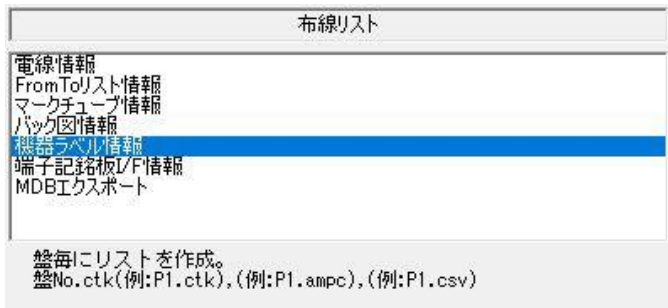 布線リスト
電線情報
FromToリスト情報
マークチューブ情報
バック図情報
機器ラベル情報
端子記銘板I/F情報
MDBエクスポート
盤毎にリストを作成。
盤No.ctk(例:P1.ctk),(例:P1.ampc),(例:P1.csv)